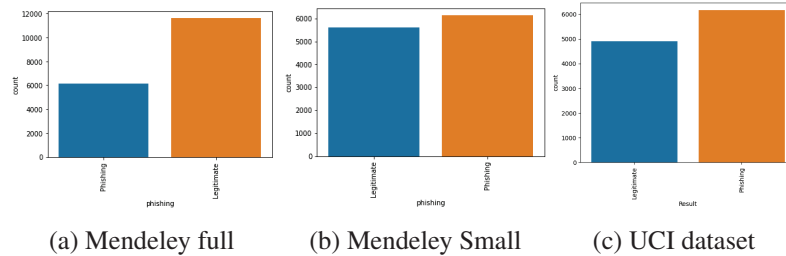 12000
10000
8000
6000
4000
2000
0
count
Phishing
Legitimate
phishing
(a) Mendeley full
6000
5000
4000
3000
2000
1000
0
count
Legitimate
Phishing
phishing
(b) Mendeley Small
6000
5000
4000
3000
2000
1000
0
count
Legitimate
Phishing
Result
(c) UCI dataset